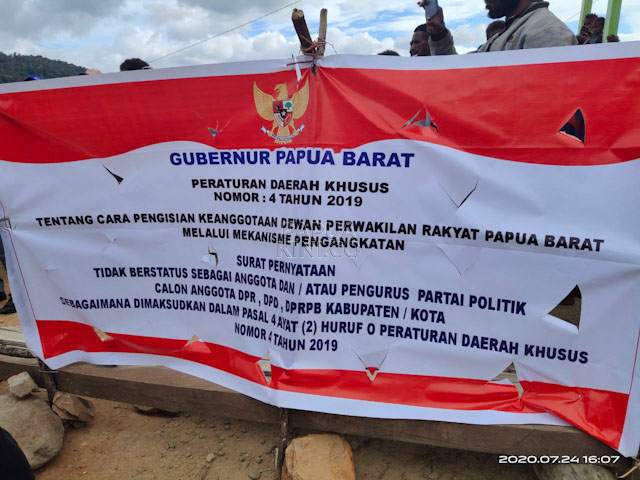 GUBERNUR PAPUA BARAT
PERATURAN DAERAH KHUSUS
NOMOR : 4 TAHUN 2019
TENTANG CARA PENGISIAN KEANGGOTAAN DEWAN PERWAKILAN RAKYAT PAPUA BARAT
MELALUI MEKANISME PENGANGKATAN
SURAT PERNYATAAN
TIDAK BERSTATUS SEBAGAI ANGGOTA DAN / ATAU PENGURUS PARTAI POLITIK
CALON ANGGOTA DPR , DPD , DPRPB KABUPATEN / KOTA
SEBAGAIMANA DIMAKSUDKAN DALAM PASAL 4 AYAT (2) HURUF O PERATURAN DAERAH KHUSUS
NOMOR 4 TAHUN 2019
2020.07.24 16:07